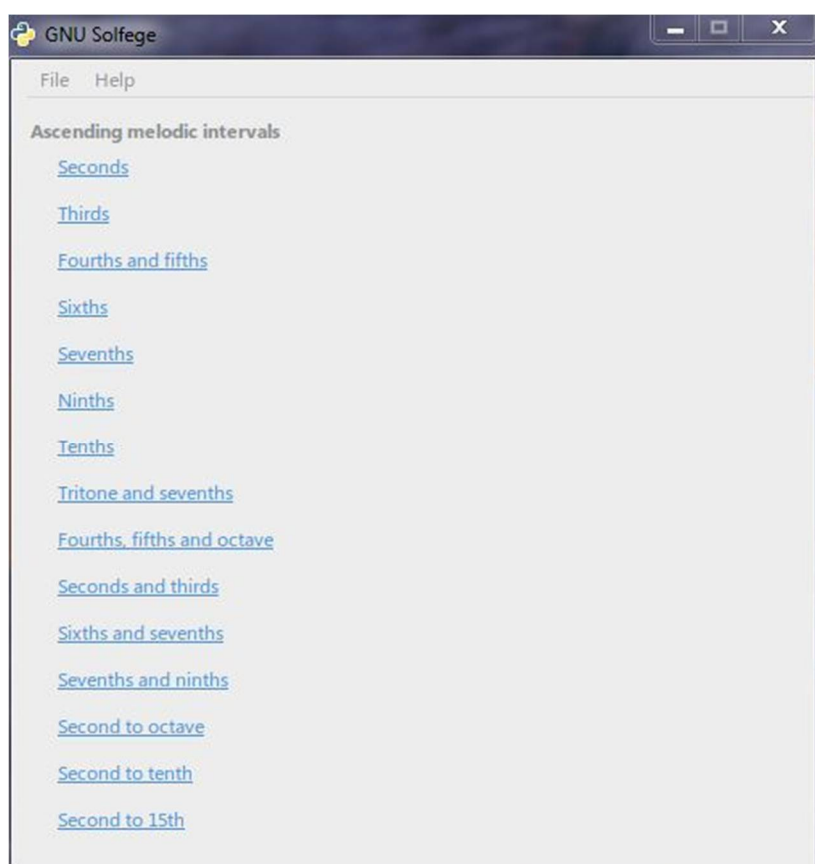 GNU Solfege
File Help
Ascending melodic intervals
Seconds
Thirds
Fourths and fifths
Sixths
Sevenths
Ninths
Tenths
Tritone and sevenths
Fourths, fifths and octave
Seconds and thirds
Sixths and sevenths
Sevenths and ninths
Second to octave
Second to tenth
Second to 15th